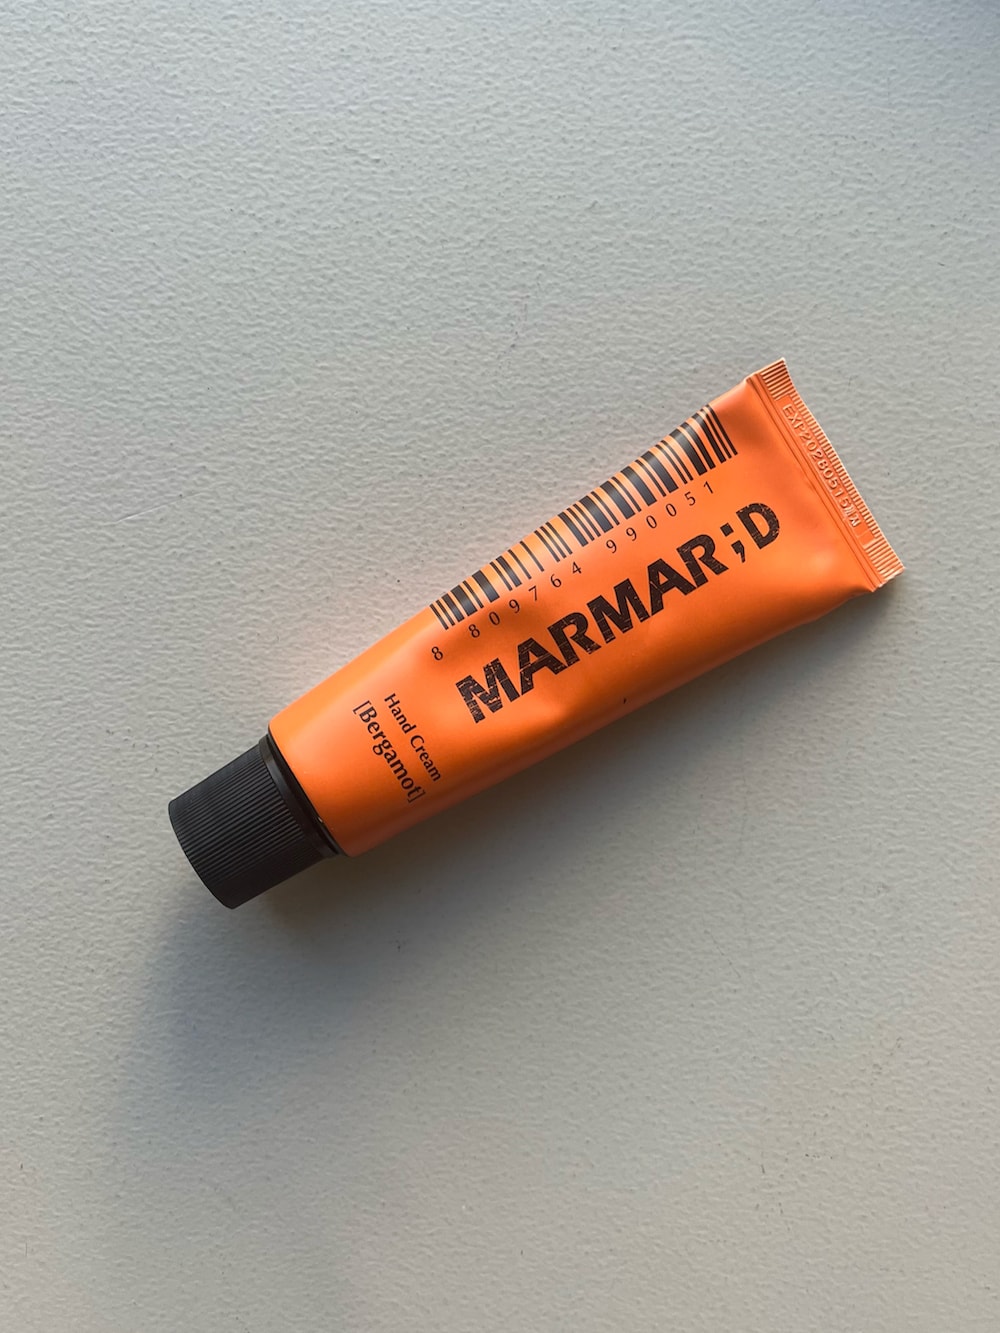 8 809764 990051
MARMAR;D
Hand Cream
[Bergamot]